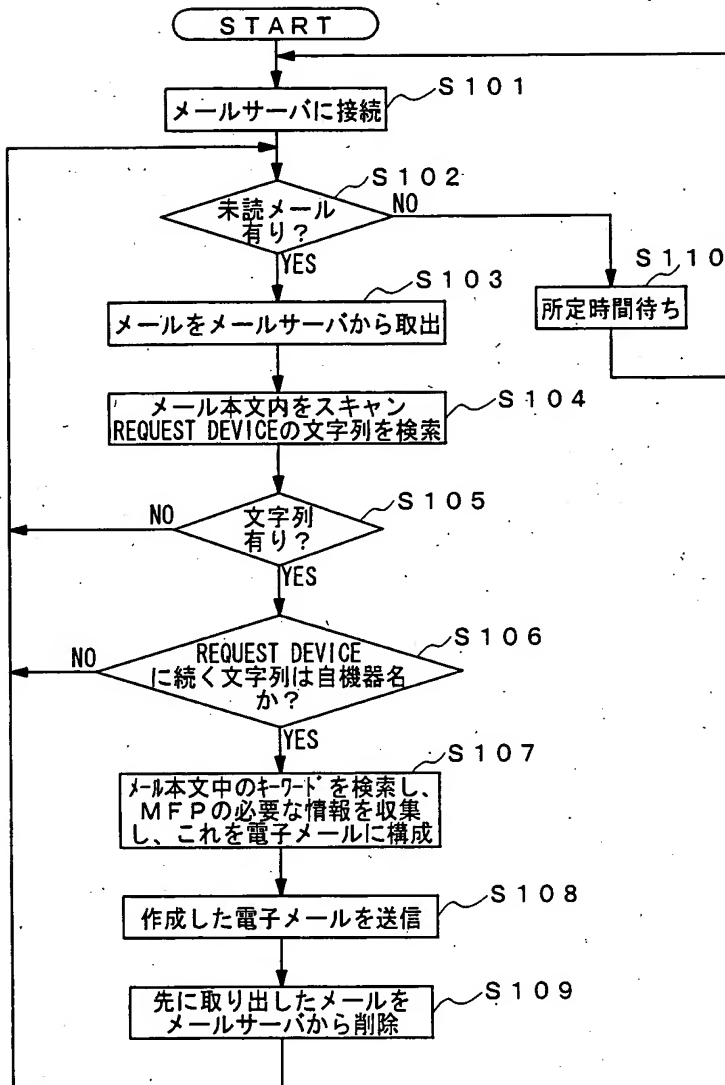 START
S101
メールサーバに接続
S102
未読メール
有り?
NO
YES
S110
所定時間待ち
S103
メールをメールサーバから取出
S104
メール本文内をスキャン
REQUEST DEVICEの文字列を検索
S105
文字列
有り?
NO
YES
S106
REQUEST DEVICE
に続く文字列は自機器名
か?
NO
YES
S107
メール本文中のキーワードを検索し、
MFPの必要な情報を収集
し、これを電子メールに構成
S108
作成した電子メールを送信
S109
先に取り出したメールを
メールサーバから削除